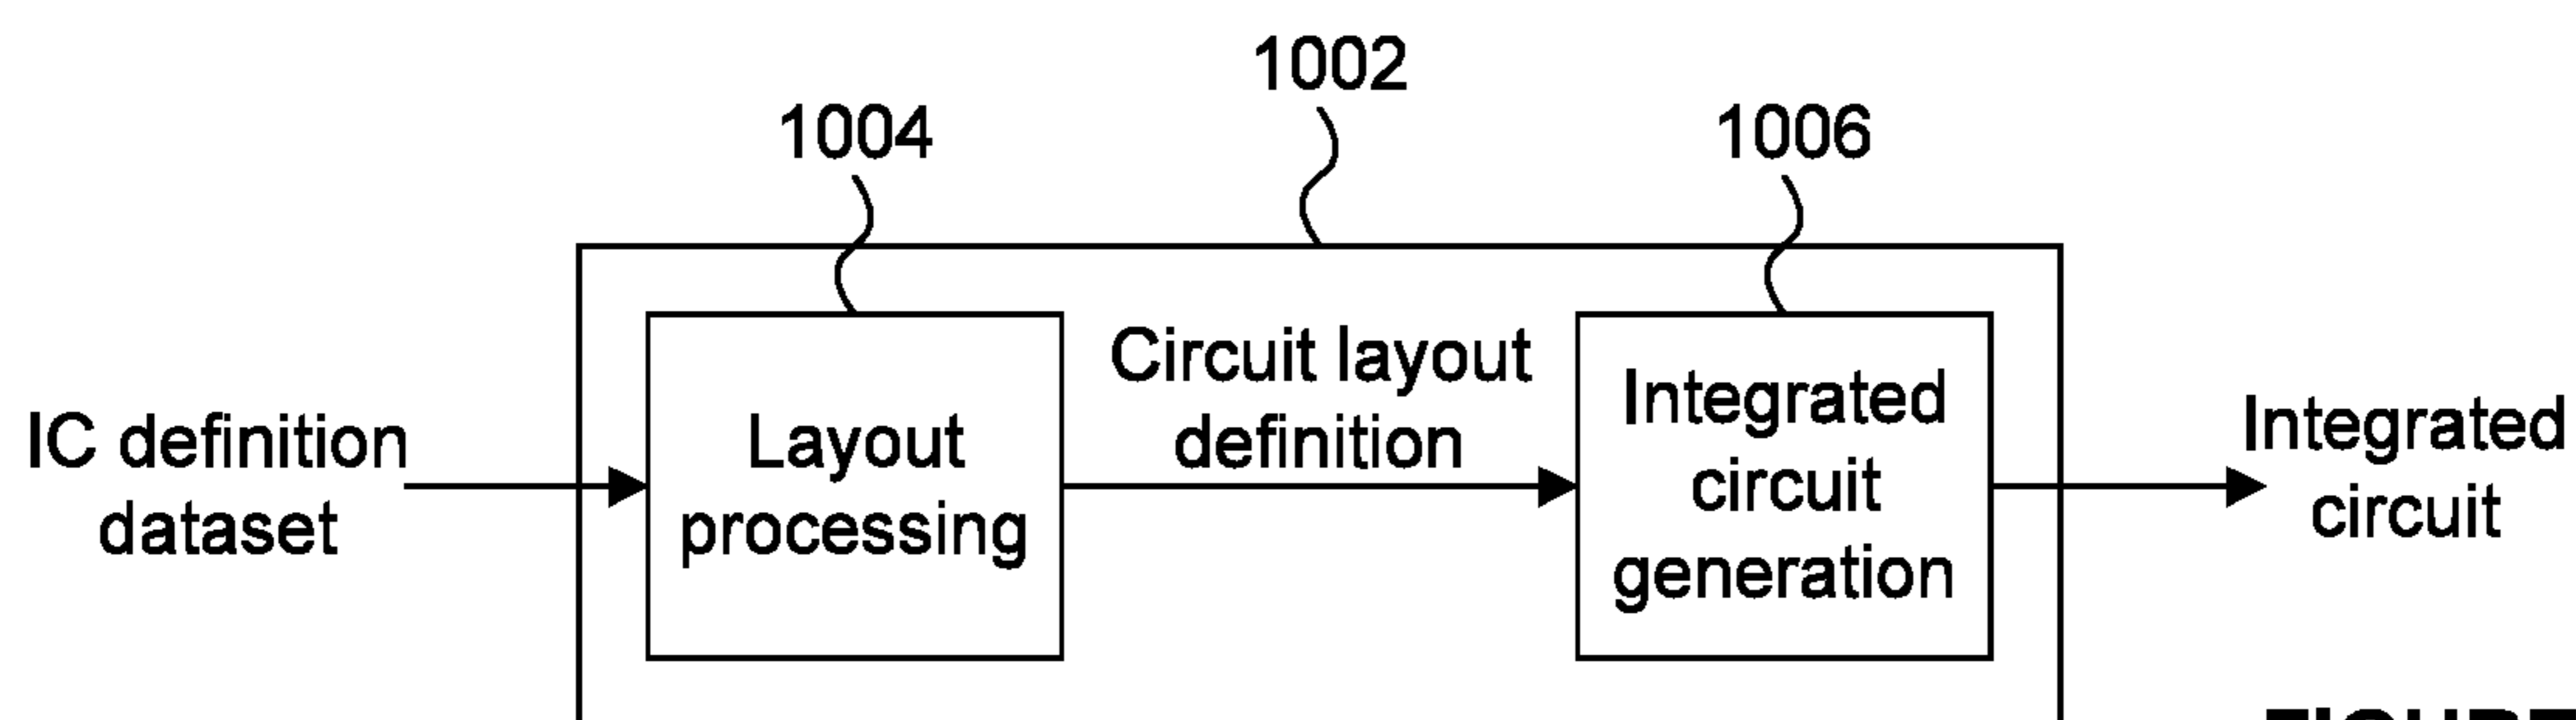 1002
1004
1006
IC definition
dataset
Layout
processing
Circuit layout
definition
Integrated
circuit
generation
Integrated
circuit